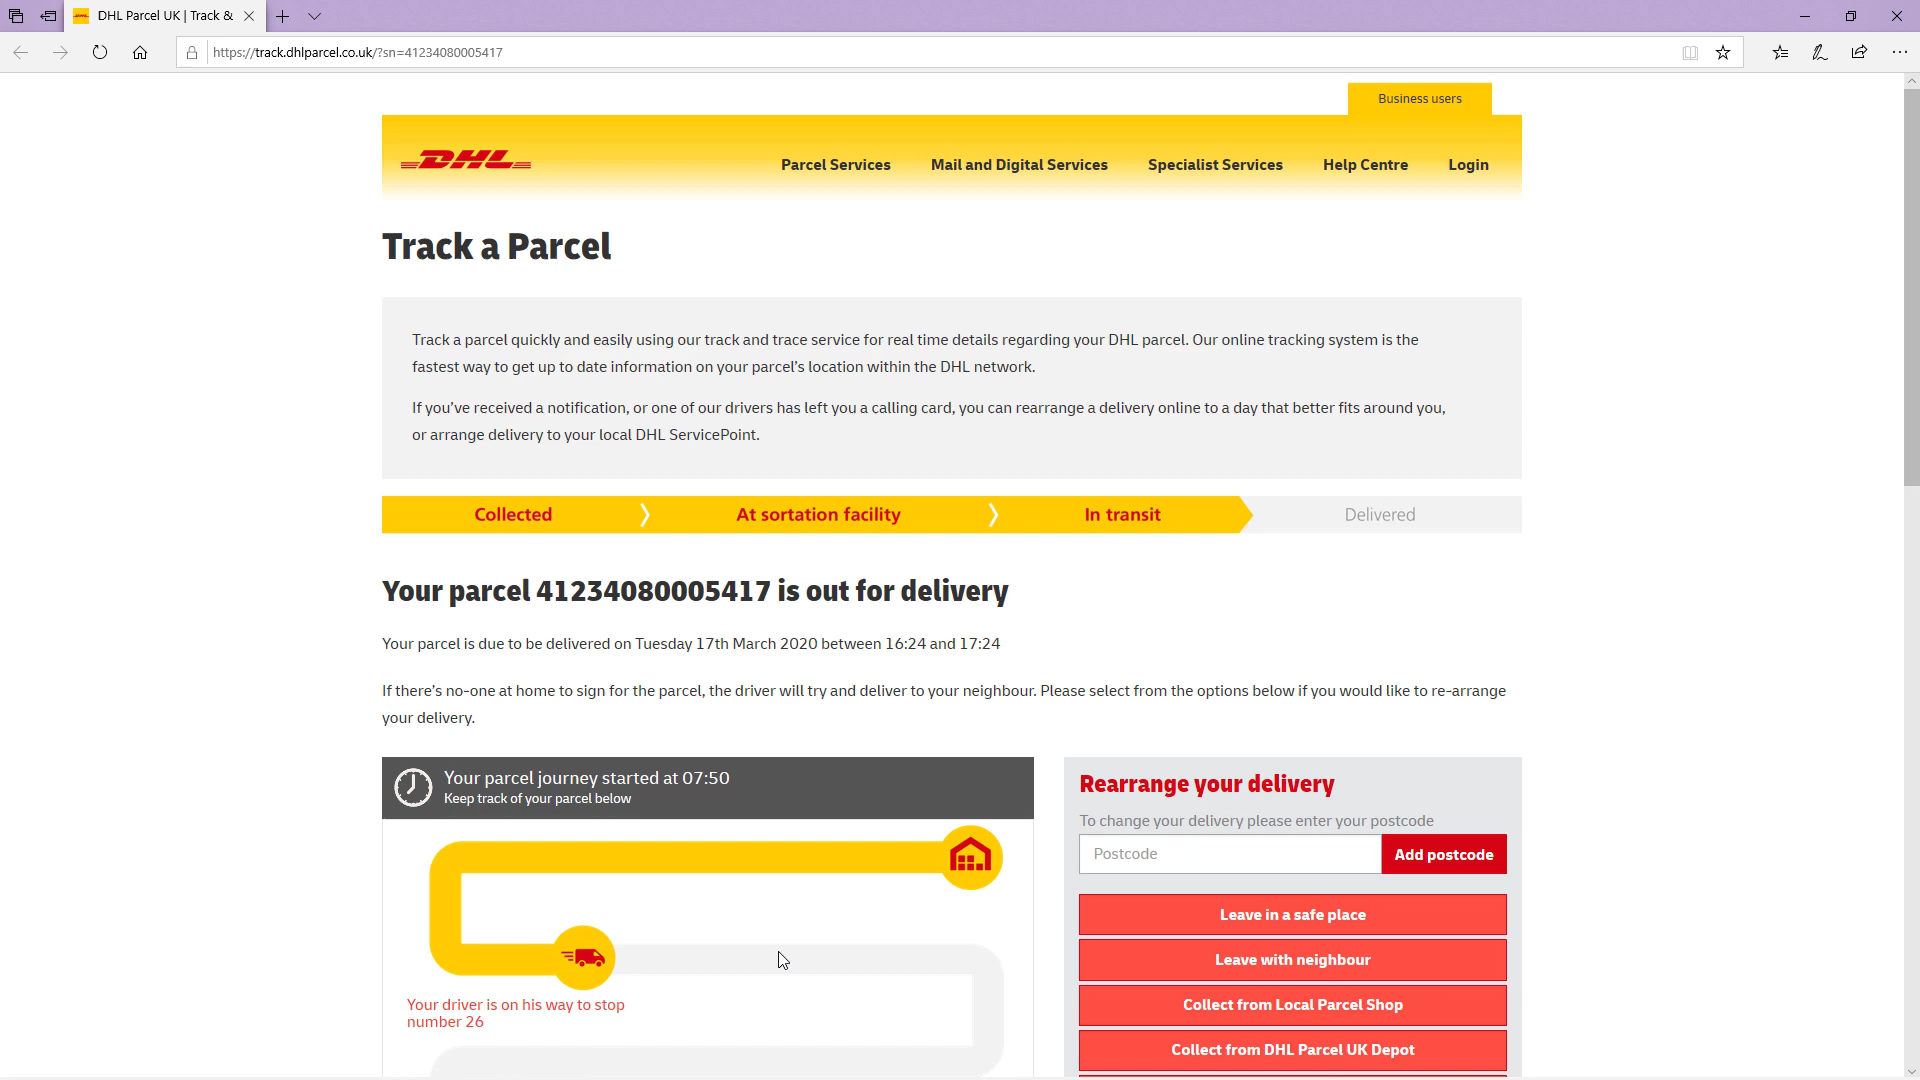 DHL Parcel UK | Track &
https://track.dhlparcel.co.uk/?sn=41234080005417
Business users
DHL
Parcel Services
Mail and Digital Services
Specialist Services
Help Centre
Login
Track a Parcel
Track a parcel quickly and easily using our track and trace service for real time details regarding your DHL parcel. Our online tracking system is the
fastest way to get up to date information on your parcel’s location within the DHL network.
If you’ve received a notification, or one of our drivers has left you a calling card, you can rearrange a delivery online to a day that better fits around you,
or arrange delivery to your local DHL ServicePoint.
Collected
At sortation facility
In transit
Delivered
Your parcel 41234080005417 is out for delivery
Your parcel is due to be delivered on Tuesday 17th March 2020 between 16:24 and 17:24
If there’s no-one at home to sign for the parcel, the driver will try and deliver to your neighbour. Please select from the options below if you would like to re-arrange
your delivery.
Your parcel journey started at 07:50
Keep track of your parcel below
Your driver is on his way to stop
number 26
Rearrange your delivery
To change your delivery please enter your postcode
Postcode
Add postcode
Leave in a safe place
Leave with neighbour
Collect from Local Parcel Shop
Collect from DHL Parcel UK Depot